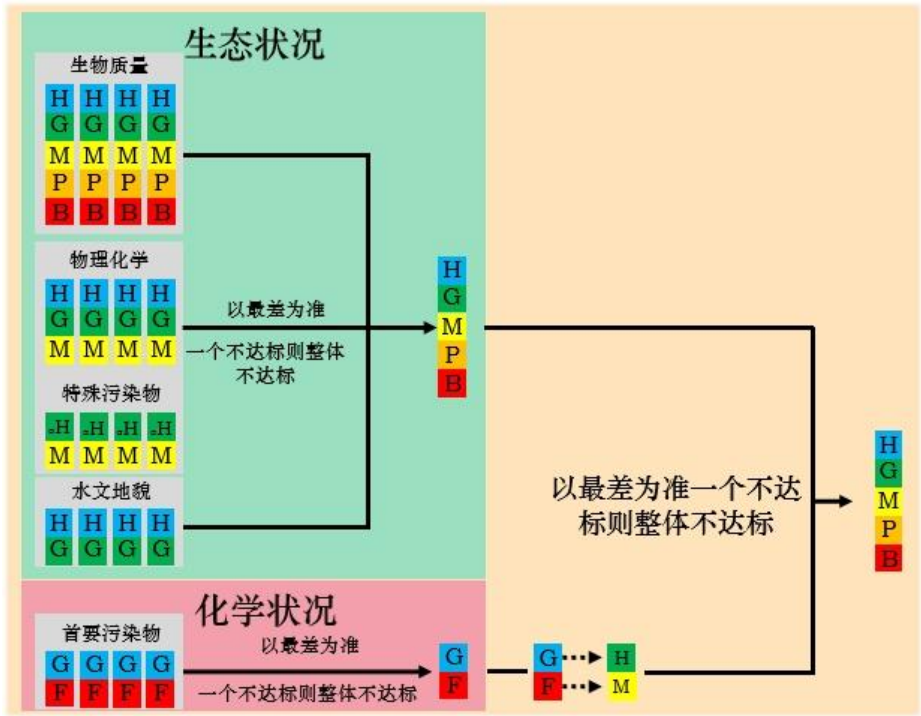 生态状况
生物质量
H H H H
G G G G
M M M M
P P P P
B B B B
物理化学
H H H H
G G G G
M M M M
以最差为准
一个不达标则整体
不达标
H
G
M
P
B
特殊污染物
H H H H
M M M M
水文地貌
H H H H
G G G G
以最差为准一个不达
标则整体不达标
H
G
M
P
B
化学状况
首要污染物
G G G G
F F F F
以最差为准
一个不达标则整体不达标
G
F
G H
F M